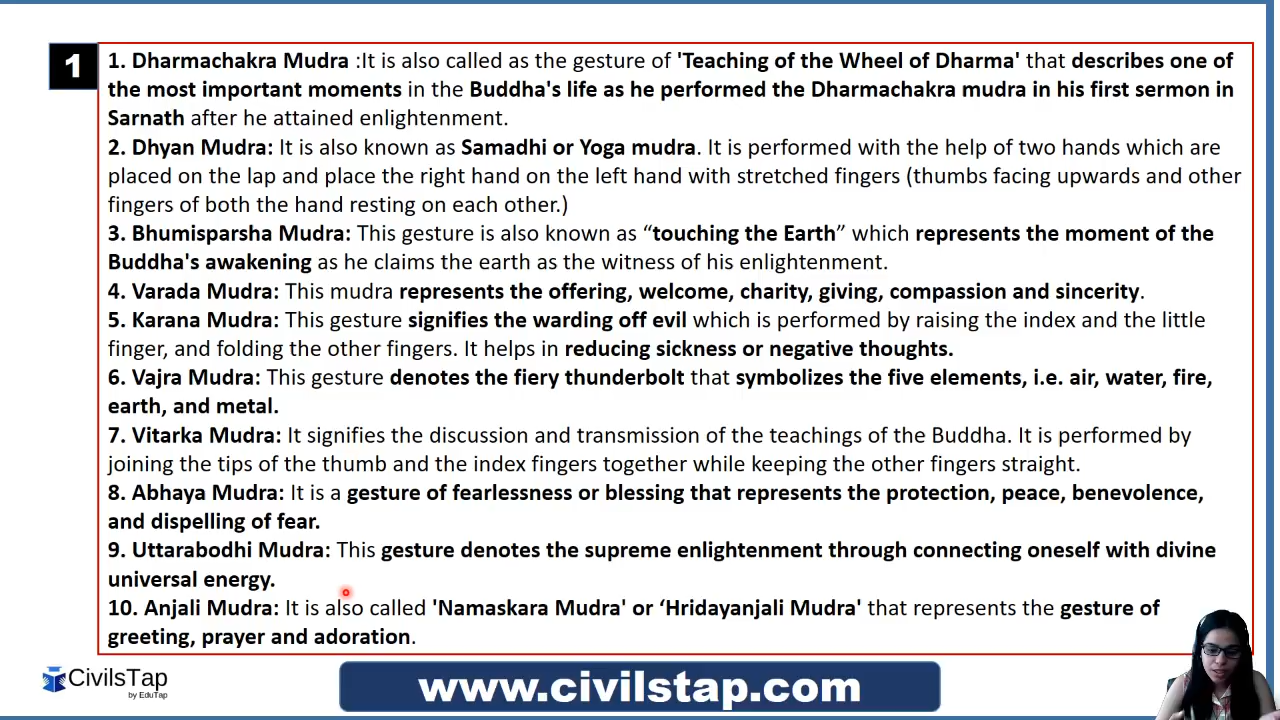 1
1. Dharmachakra Mudra :It is also called as the gesture of 'Teaching of the Wheel of Dharma' that describes one of
the most important moments in the Buddha's life as he performed the Dharmachakra mudra in his first sermon in
Sarnath after he attained enlightenment.
2. Dhyan Mudra: It is also known as Samadhi or Yoga mudra. It is performed with the help of two hands which are
placed on the lap and place the right hand on the left hand with stretched fingers (thumbs facing upwards and other
fingers of both the hand resting on each other.)
3. Bhumisparsha Mudra: This gesture is also known as “touching the Earth” which represents the moment of the
Buddha's awakening as he claims the earth as the witness of his enlightenment.
4. Varada Mudra: This mudra represents the offering, welcome, charity, giving, compassion and sincerity.
5. Karana Mudra: This gesture signifies the warding off evil which is performed by raising the index and the little
finger, and folding the other fingers. It helps in reducing sickness or negative thoughts.
6. Vajra Mudra: This gesture denotes the fiery thunderbolt that symbolizes the five elements, i.e. air, water, fire,
earth, and metal.
7. Vitarka Mudra: It signifies the discussion and transmission of the teachings of the Buddha. It is performed by
joining the tips of the thumb and the index fingers together while keeping the other fingers straight.
8. Abhaya Mudra: It is a gesture of fearlessness or blessing that represents the protection, peace, benevolence,
and dispelling of fear.
9. Uttarabodhi Mudra: This gesture denotes the supreme enlightenment through connecting oneself with divine
universal energy.
10. Anjali Mudra: It is also called 'Namaskara Mudra' or ‘Hridayanjali Mudra' that represents the gesture of
greeting, prayer and adoration.
CivilsTap
by EduTap
www.civilstap.com